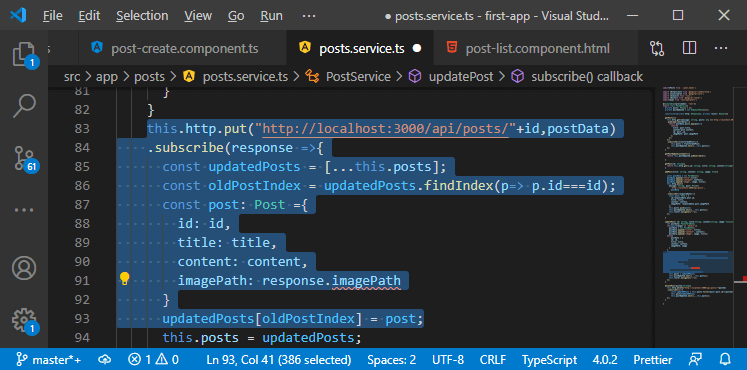 File Edit Selection View Go Run ··· posts.service.ts - first-app - Visual Stud...
s post-create.component.ts posts.service.ts post-list.component.html
src > app > posts > posts.service.ts > PostService > updatePost > subscribe() callback
81 }
82 }
83 this.http.put("http://localhost:3000/api/posts/"+id,postData)
84 .subscribe(response =>{
85 const updatedPosts = [...this.posts];
86 const oldPostIndex = updatedPosts.findIndex(p=> p.id===id);
87 const post: Post ={
88 id: id,
89 title: title,
90 content: content,
91 imagePath: response.imagePath
92 }
93 updatedPosts[oldPostIndex] = post;
94 this.posts = updatedPosts;
1
61
1
master*+ 1 0 Ln 93, Col 41 (386 selected) Spaces: 2 UTF-8 CRLF TypeScript 4.0.2 Prettier